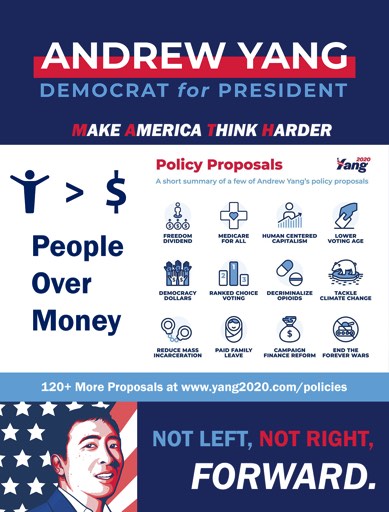 ANDREW YANG
DEMOCRAT for PRESIDENT
MAKE AMERICA THINK HARDER
> $
People
Over
Money
Policy Proposals
Yang 2020
A short summary of a few of Andrew Yang's policy proposals
FREEDOM
DIVIDEND
MEDICARE
FOR ALL
HUMAN CENTERED
CAPITALISM
LOWER
VOTING AGE
DEMOCRACY
DOLLARS
RANKED CHOICE
VOTING
DECRIMINALIZE
OPIOIDS
TACKLE
CLIMATE CHANGE
REDUCE MASS
INCARCERATION
PAID FAMILY
LEAVE
CAMPAIGN
FINANCE REFORM
END THE
FOREVER WARS
120+ More Proposals at www.yang2020.com/policies
NOT LEFT, NOT RIGHT,
FORWARD.